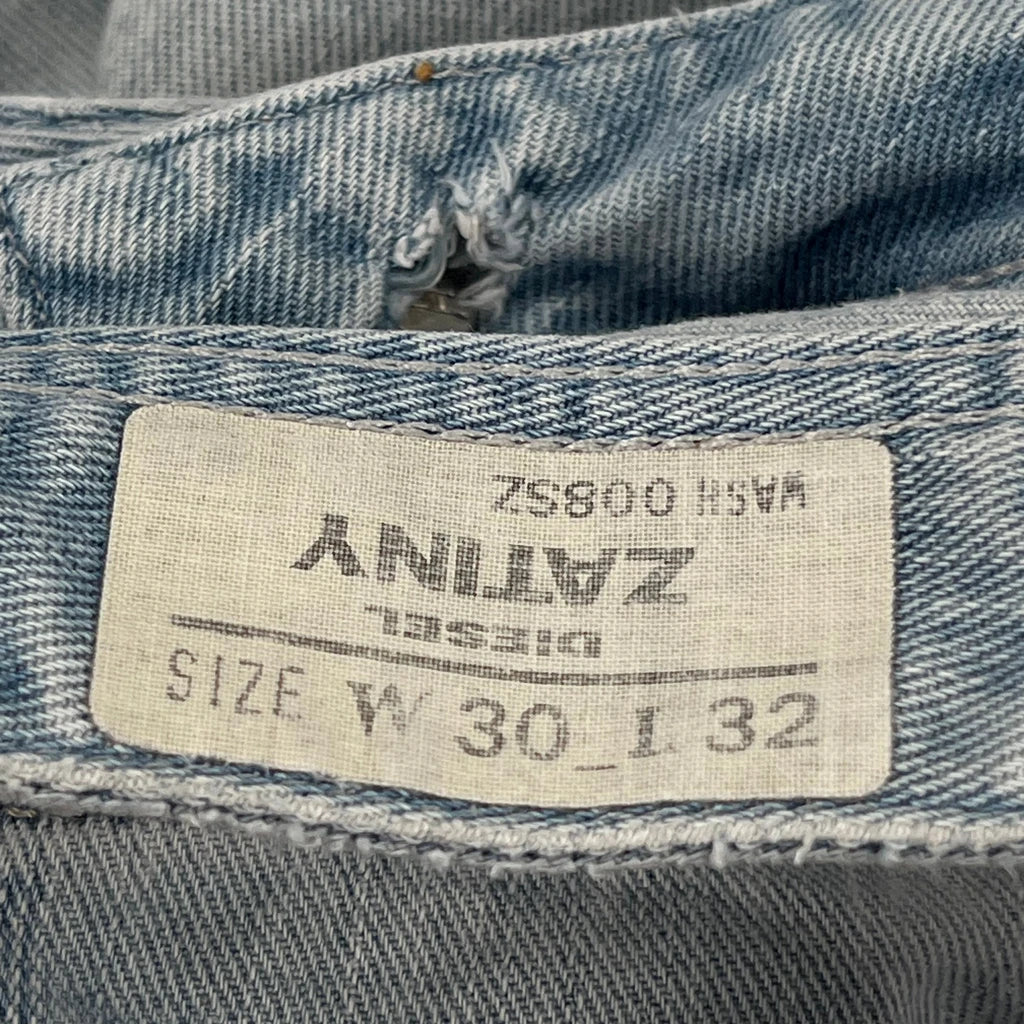 DIESEL
ZATINY
WASH 008SZ
SIZE W 30_L 32